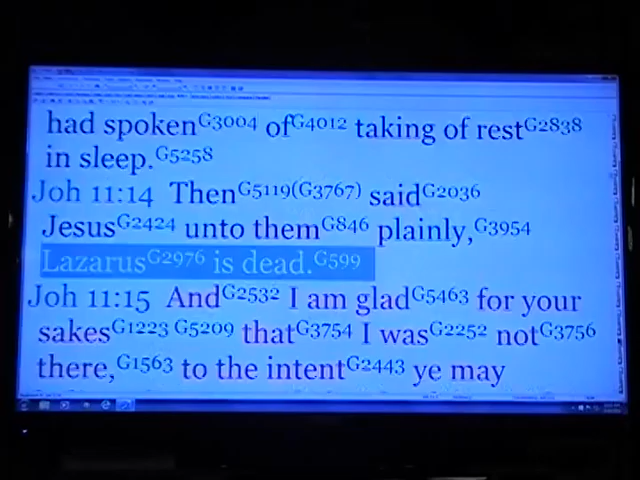 had spokenG3004 ofG4012 taking of restG2838
in sleep.G5258
Joh 11:14 ThenG5119(G3767) saidG2036
JesusG2424 unto themG846 plainly,G3954
LazarusG2976 is dead.G599
Joh 11:15 AndG2532 I am gladG5463 for your
sakesG1223 G5209 thatG3754 I wasG2252 notG3756
there,G1563 to the intentG2443 ye may